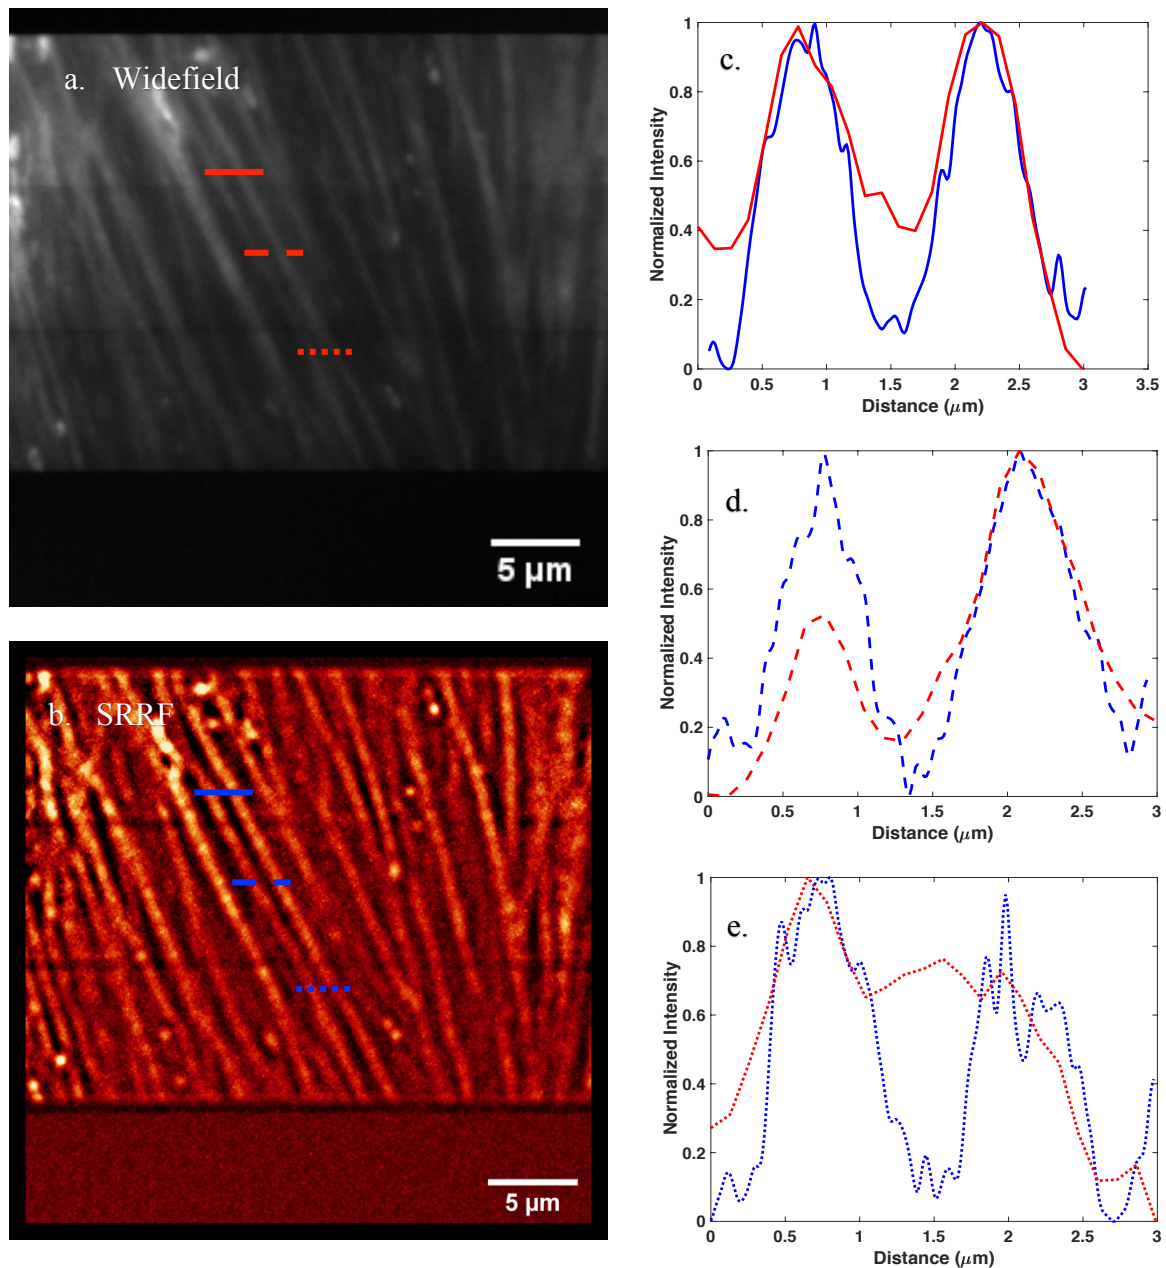 a. Widefield
5 µm
b. SRRF
5 µm
c.
Normalized Intensity
1
0.8
0.6
0.4
0.2
0
0 0.5 1 1.5 2 2.5 3 3.5
Distance (µm)
d.
Normalized Intensity
1
0.8
0.6
0.4
0.2
0
0 0.5 1 1.5 2 2.5 3
Distance (µm)
e.
Normalized Intensity
1
0.8
0.6
0.4
0.2
0
0 0.5 1 1.5 2 2.5 3
Distance (µm)